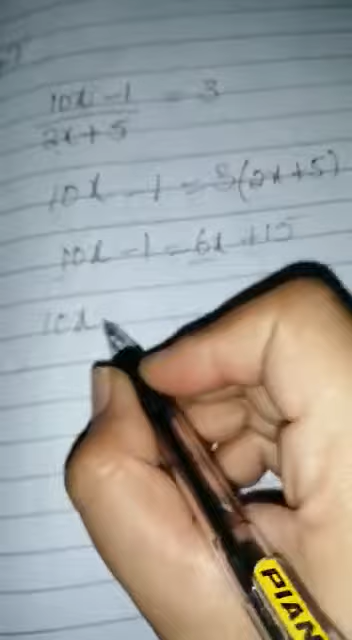 10x - 1 = 3
2x + 5
10x - 1 = 3(2x+5)
10x - 1 = 6x + 15
10x
PIAN